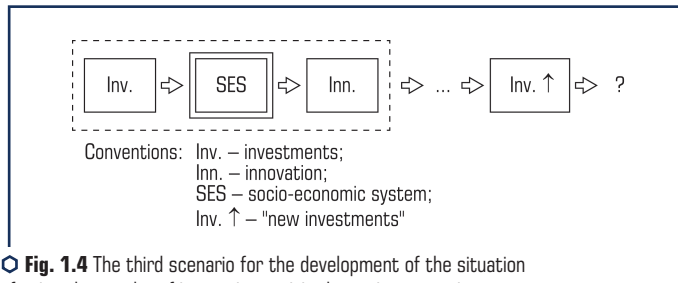 Inv. SES Inn. ... Inv. ↑ ?
Conventions: Inv. – investments;
Inn. – innovation;
SES – socio-economic system;
Inv. ↑ – "new investments"
Fig. 1.4 The third scenario for the development of the situation